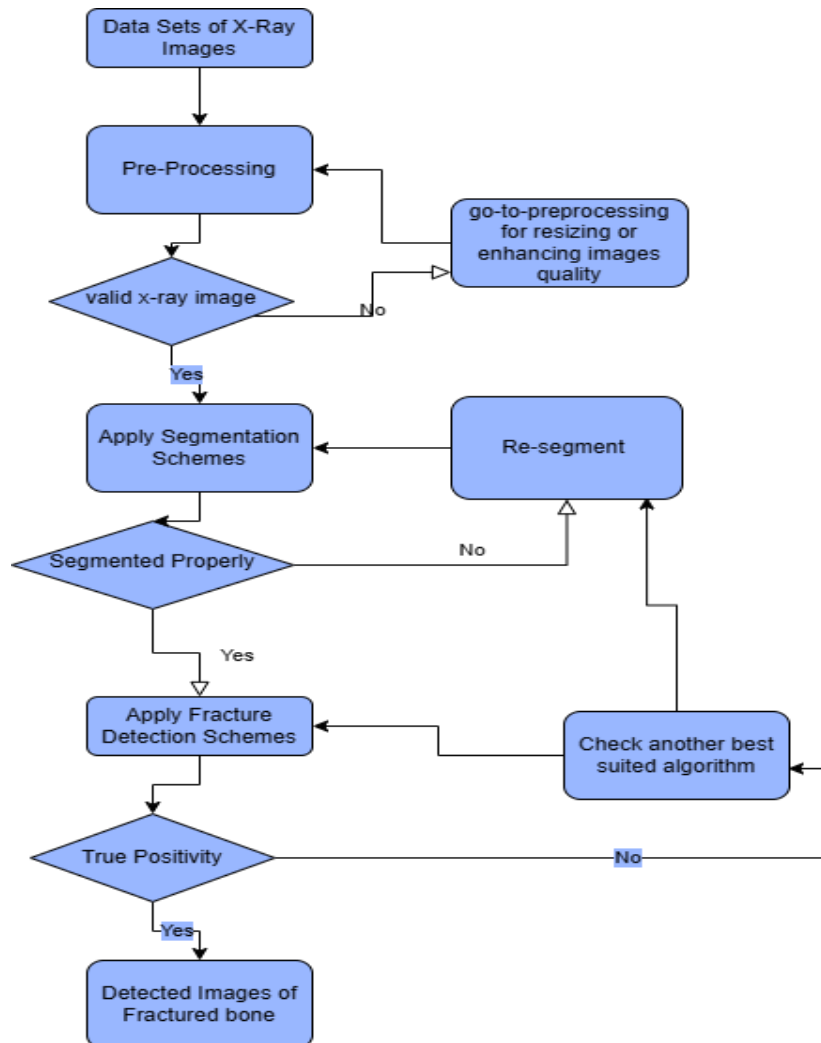 Data Sets of X-Ray
Images
Pre-Processing
go-to-preprocessing
for resizing or
enhancing images
quality
valid x-ray image
No
Yes
Apply Segmentation
Schemes
Re-segment
Segmented Properly
No
Yes
Apply Fracture
Detection Schemes
Check another best
suited algorithm
True Positivity
No
Yes
Detected Images of
Fractured bone